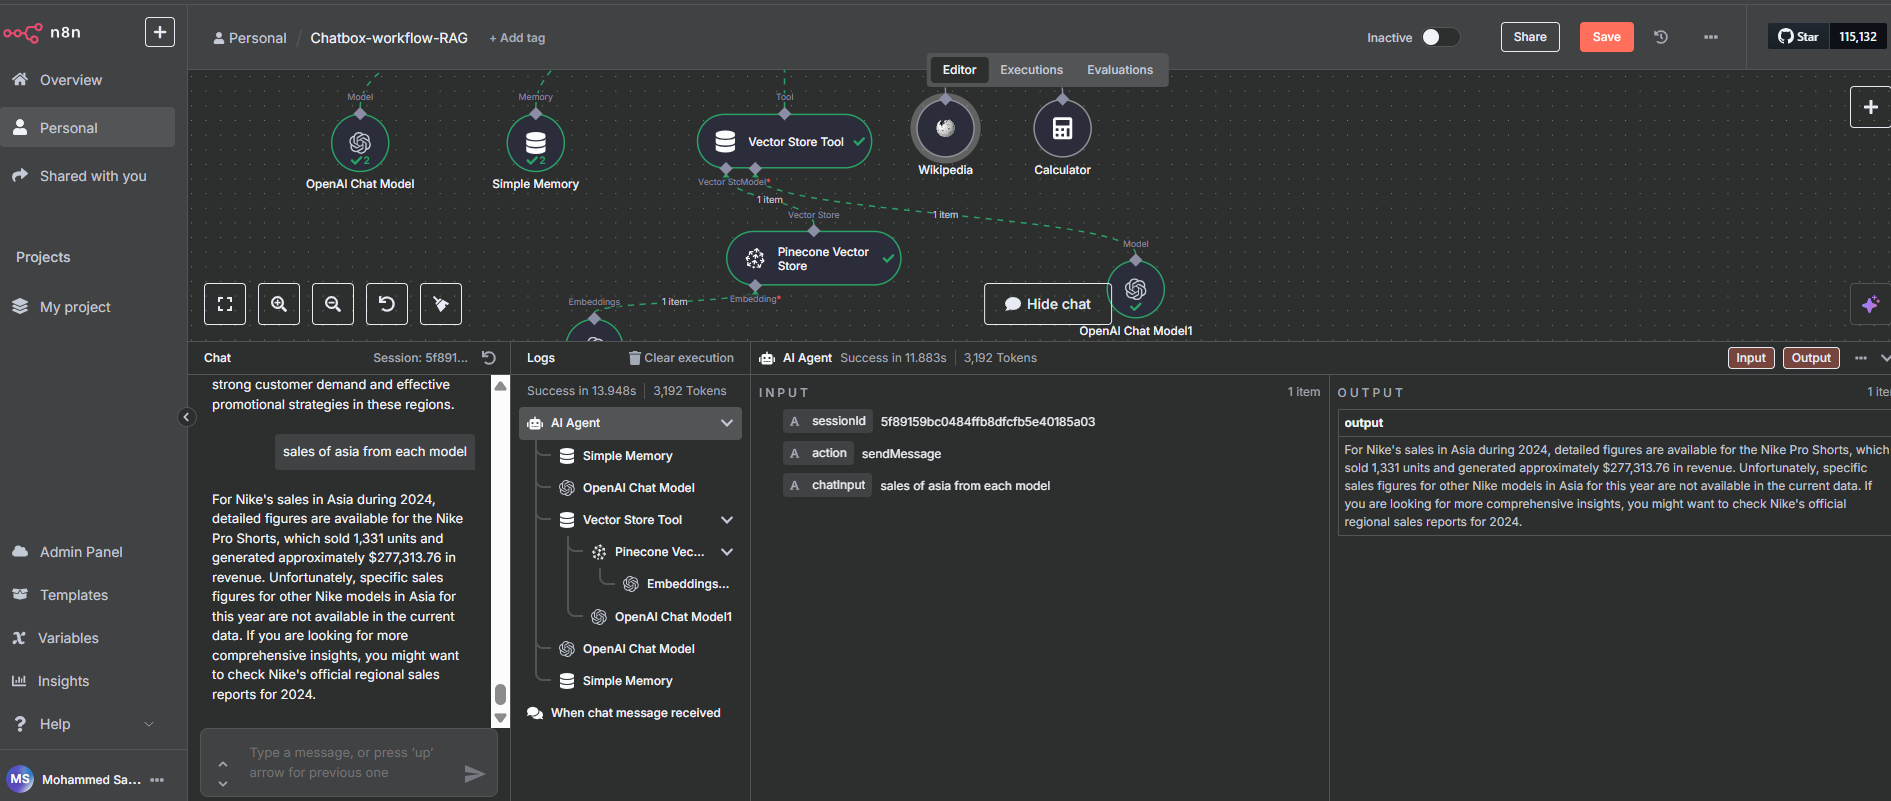 n8n
Personal / Chatbox-workflow-RAG + Add tag
Inactive
Share
Save
Star 115,132
Editor Executions Evaluations
Overview
Personal
Shared with you
Projects
My project
Admin Panel
Templates
Variables
Insights
Help
MS Mohammed Sa...
Model
2
OpenAI Chat Model
Memory
2
Simple Memory
Tool
Vector Store Tool
Wikipedia
Calculator
Vector StcModel*
1 item
Vector Store
1 item
Pinecone Vector
Store
Model
Embeddings
1 item
Embedding*
Hide chat
OpenAI Chat Model1
Chat
Session: 5f891...
strong customer demand and effective
promotional strategies in these regions.
sales of asia from each model
For Nike's sales in Asia during 2024,
detailed figures are available for the Nike
Pro Shorts, which sold 1,331 units and
generated approximately $277,313.76 in
revenue. Unfortunately, specific sales
figures for other Nike models in Asia for
this year are not available in the current
data. If you are looking for more
comprehensive insights, you might want
to check Nike's official regional sales
reports for 2024.
Type a message, or press 'up'
arrow for previous one
Logs
Clear execution
Success in 13.948s 3,192 Tokens
AI Agent
Simple Memory
OpenAI Chat Model
Vector Store Tool
Pinecone Vec...
Embeddings...
OpenAI Chat Model1
OpenAI Chat Model
Simple Memory
When chat message received
AI Agent Success in 11.883s 3,192 Tokens
Input
Output
INPUT
1 item
A sessionId 5f89159bc0484ffb8dfcfb5e40185a03
A action sendMessage
A chatInput sales of asia from each model
OUTPUT
1 iter
output
For Nike's sales in Asia during 2024, detailed figures are available for the Nike Pro Shorts, which
sold 1,331 units and generated approximately $277,313.76 in revenue. Unfortunately, specific
sales figures for other Nike models in Asia for this year are not available in the current data. If
you are looking for more comprehensive insights, you might want to check Nike's official
regional sales reports for 2024.